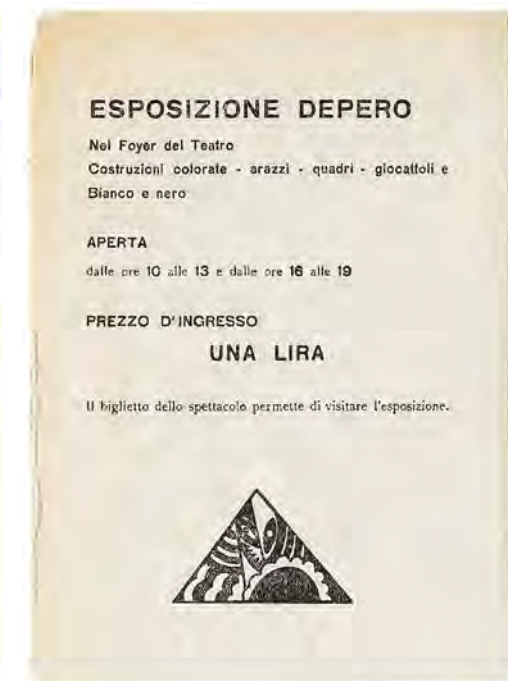 ESPOSIZIONE DEPERO
Nel Foyer del Teatro
Costruzioni colorate - arazzi - quadri - giocattoli e
Bianco e nero
APERTA
dalle ore 10 alle 13 e dalle ore 16 alle 19
PREZZO D'INGRESSO
UNA LIRA
Il biglietto dello spettacolo permette di visitare l'esposizione.